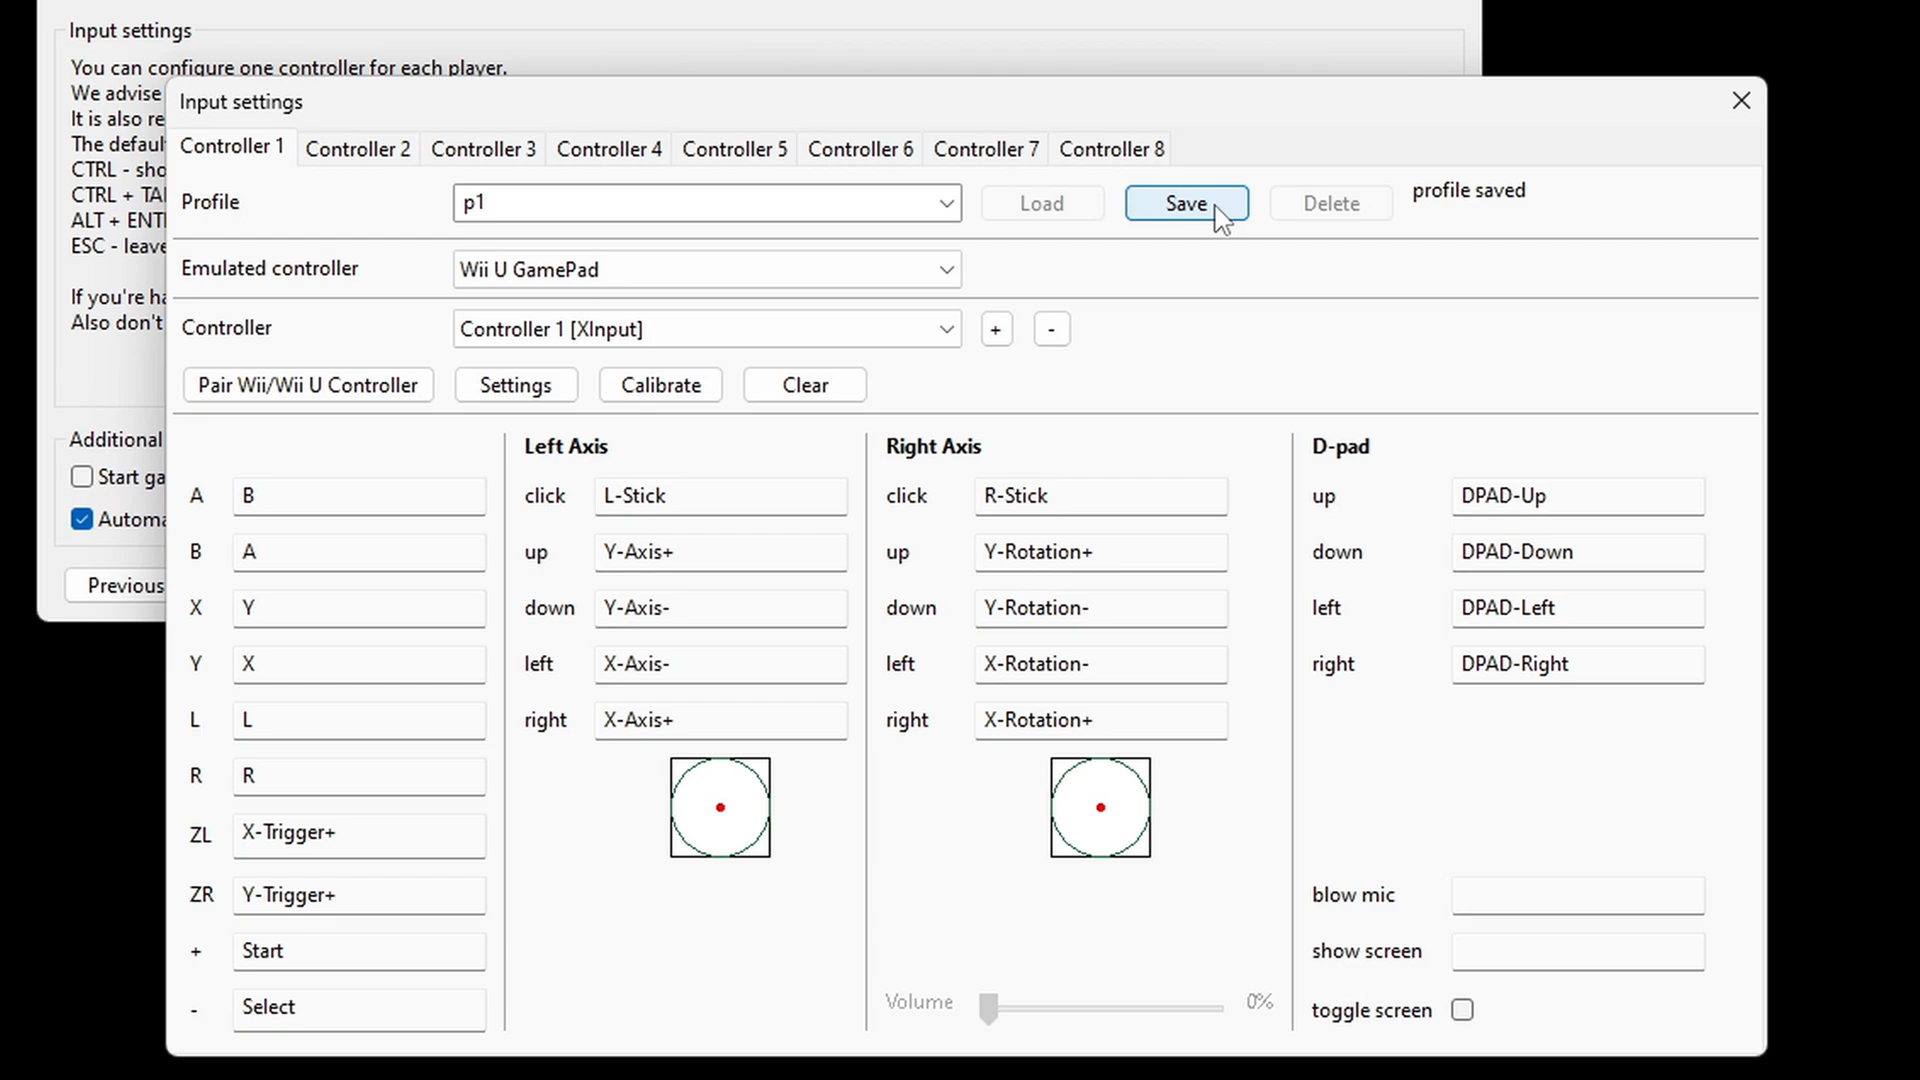 Input settings
You can configure one controller for each player.
We advise
It is also re
The defaul
CTRL - sho
CTRL + TA
ALT + ENT
ESC - leave
If you're ha
Also don't
Additional
Start ga
Automa
Previous
Input settings
Controller 1 Controller 2 Controller 3 Controller 4 Controller 5 Controller 6 Controller 7 Controller 8
Profile p1 Load Save Delete profile saved
Emulated controller Wii U GamePad
Controller Controller 1 [XInput] + -
Pair Wii/Wii U Controller Settings Calibrate Clear
Left Axis Right Axis D-pad
A B click L-Stick click R-Stick up DPAD-Up
B A up Y-Axis+ up Y-Rotation+ down DPAD-Down
X Y down Y-Axis- down Y-Rotation- left DPAD-Left
Y X left X-Axis- left X-Rotation- right DPAD-Right
L L right X-Axis+ right X-Rotation+
R R
ZL X-Trigger+
ZR Y-Trigger+ blow mic
+ Start show screen
- Select Volume 0% toggle screen